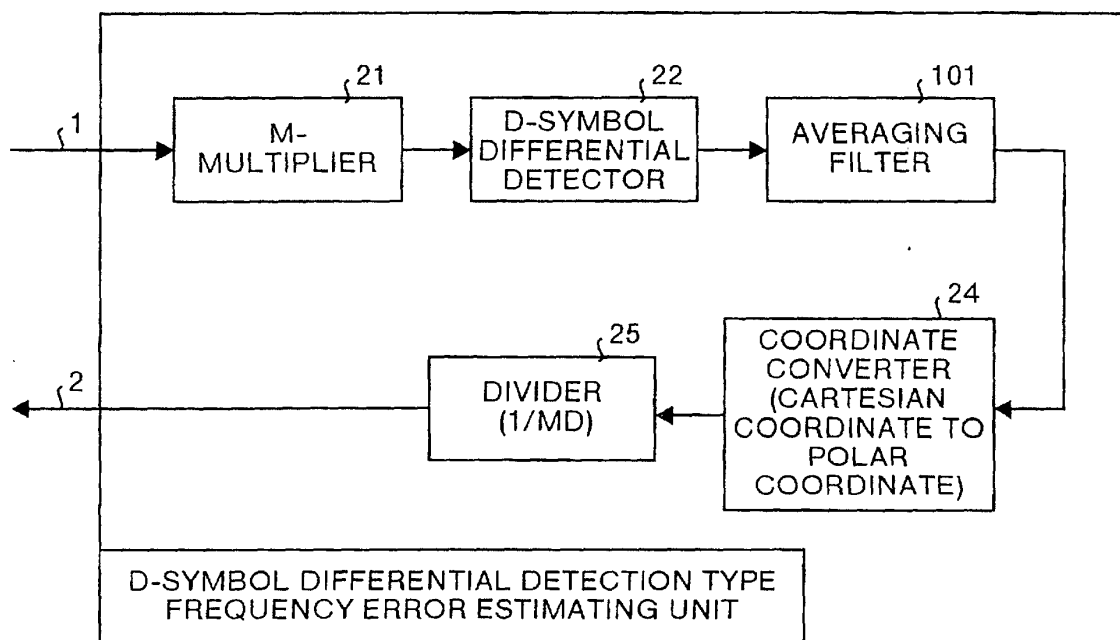 21
22
101
1
M-
MULTIPLIER
D-SYMBOL
DIFFERENTIAL
DETECTOR
AVERAGING
FILTER
24
COORDINATE
CONVERTER
(CARTESIAN
COORDINATE TO
POLAR
COORDINATE)
25
DIVIDER
(1/MD)
2
D-SYMBOL DIFFERENTIAL DETECTION TYPE
FREQUENCY ERROR ESTIMATING UNIT